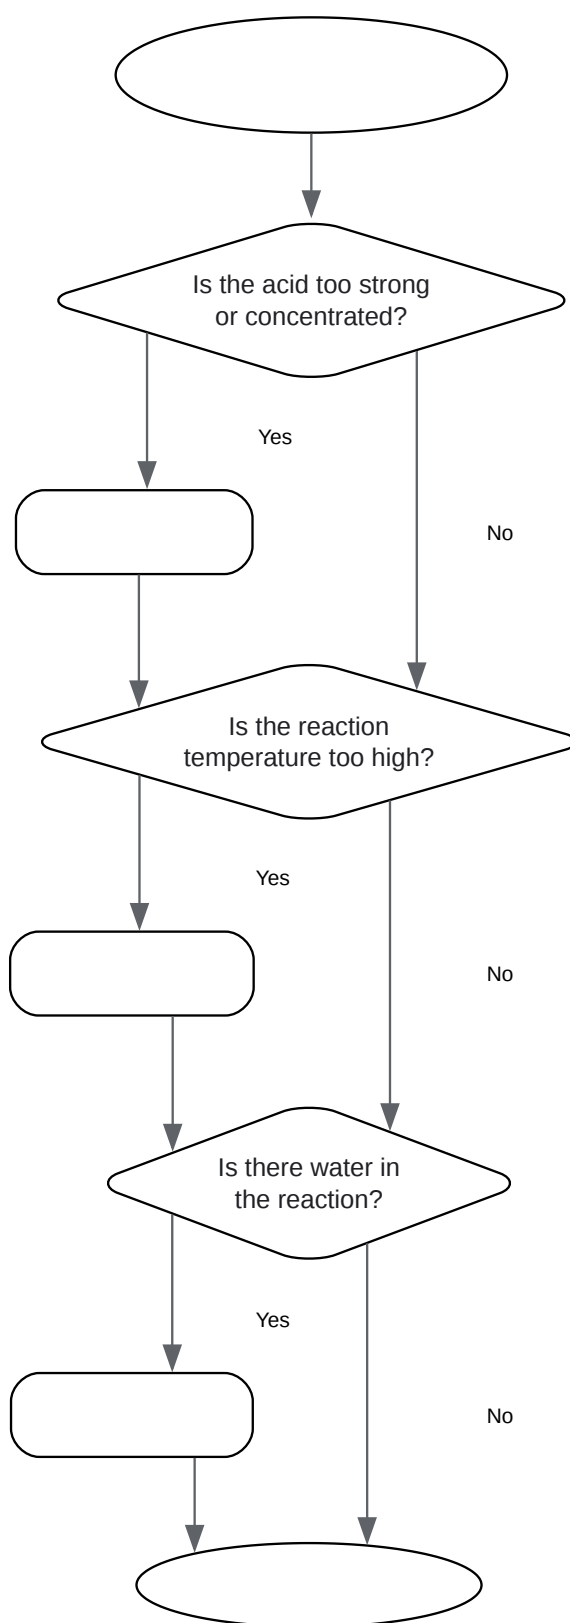 Is the acid too strong
or concentrated?
Yes
No
Is the reaction
temperature too high?
Yes
No
Is there water in
the reaction?
Yes
No